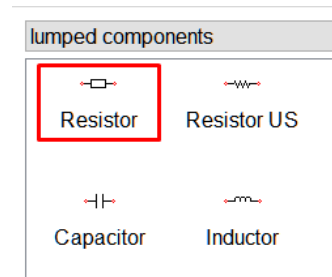 lumped components
Resistor
Resistor US
Capacitor
Inductor